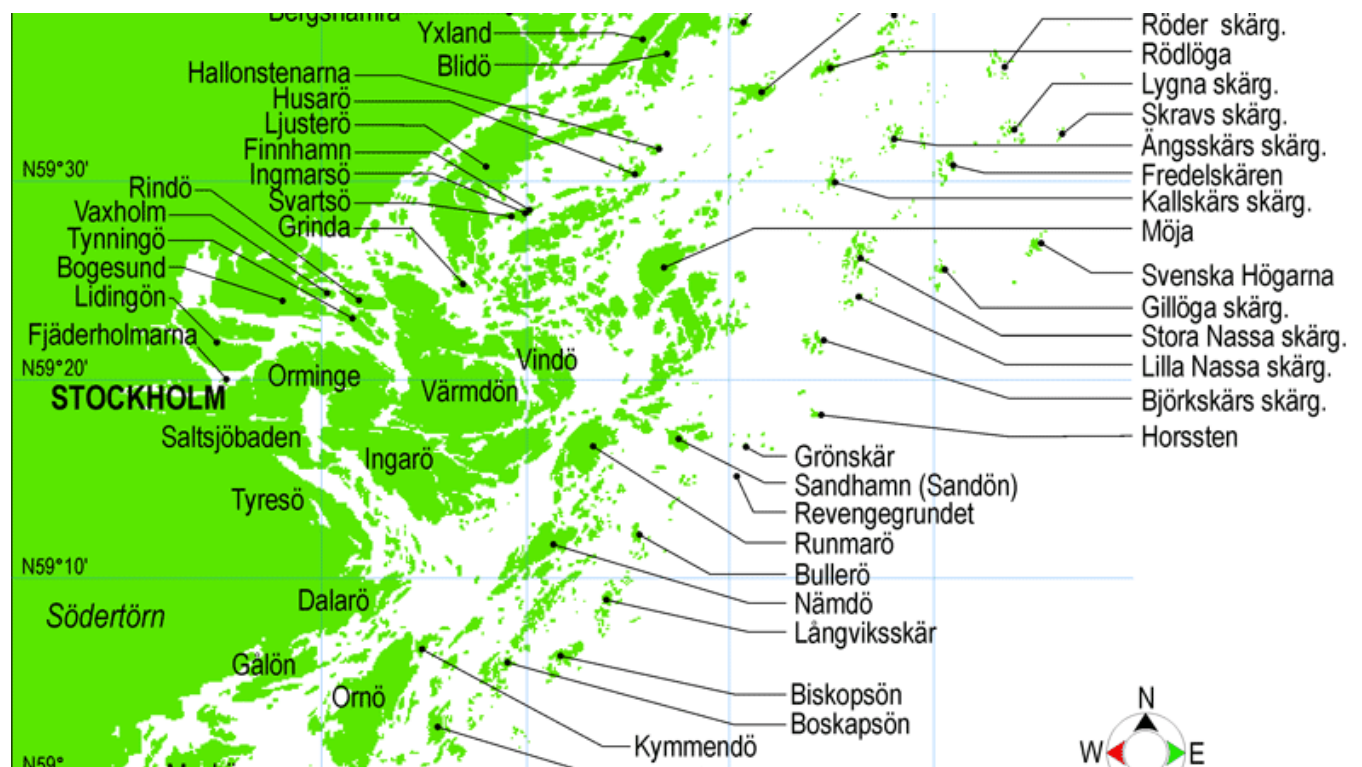 Bergshamra
Yxland
Blidö
Hallonstenarna
Husarö
Ljusterö
Finnhamn
Ingmarsö
Svartsö
Grinda
N59°30'
Rindö
Vaxholm
Tynningö
Bogesund
Lidingön
Fjäderholmarna
N59°20'
STOCKHOLM
Orminge
Värmdön
Vindö
Saltsjöbaden
Ingarö
Tyresö
N59°10'
Södertörn
Dalarö
Gålön
Ornö
N59°
Röder skärg.
Rödlöga
Lygna skärg.
Skravs skärg.
Ängsskärs skärg.
Fredelskären
Kallskärs skärg.
Möja
Svenska Högarna
Gillöga skärg.
Stora Nassa skärg.
Lilla Nassa skärg.
Björkskärs skärg.
Horssten
Grönskär
Sandhamn (Sandön)
Revengegrundet
Runmarö
Bullerö
Nämdö
Långviksskär
Biskopsön
Boskapsön
Kymmendö
N
W E